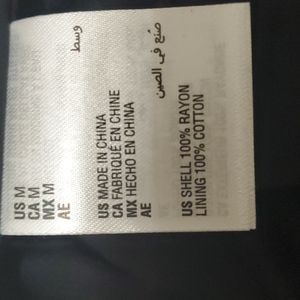 US M
CA M
MX M
AE
وسط
US MADE IN CHINA
CA FABRIQUÉ EN CHINE
MX HECHO EN CHINA
AE
صنع في الصين
US SHELL 100% RAYON
LINING 100% COTTON